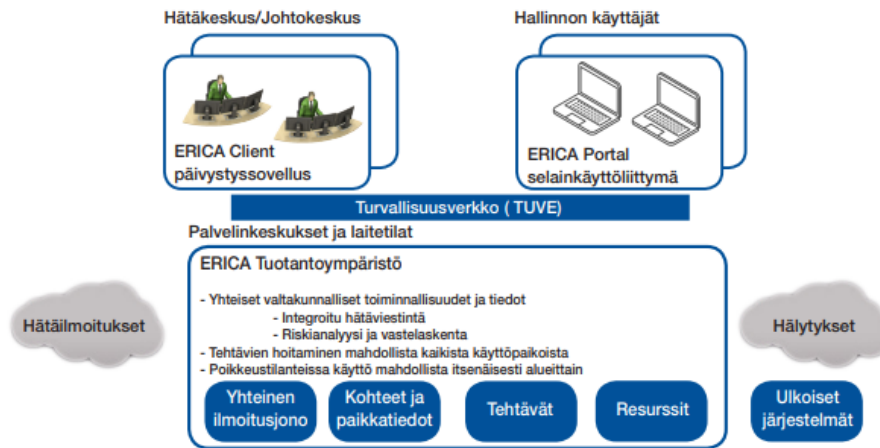 Hätäkeskus/Johtokeskus
Hallinnon käyttäjät
ERICA Client
päivystyssovellus
ERICA Portal
selainkäyttöliittymä
Turvallisuusverkko ( TUVE)
Palvelinkeskukset ja laitetilat
ERICA Tuotantoympäristö
- Yhteiset valtakunnalliset toiminnallisuudet ja tiedot
- Integroitu hätäviestintä
- Riskianalyysi ja vastelaskenta
- Tehtävien hoitaminen mahdollista kaikista käyttöpaikoista
- Poikkeustilanteissa käyttö mahdollista itsenäisesti alueittain
Hätäilmoitukset
Hälytykset
Yhteinen
ilmoitusjono
Kohteet ja
paikkatiedot
Tehtävät
Resurssit
Ulkoiset
järjestelmät